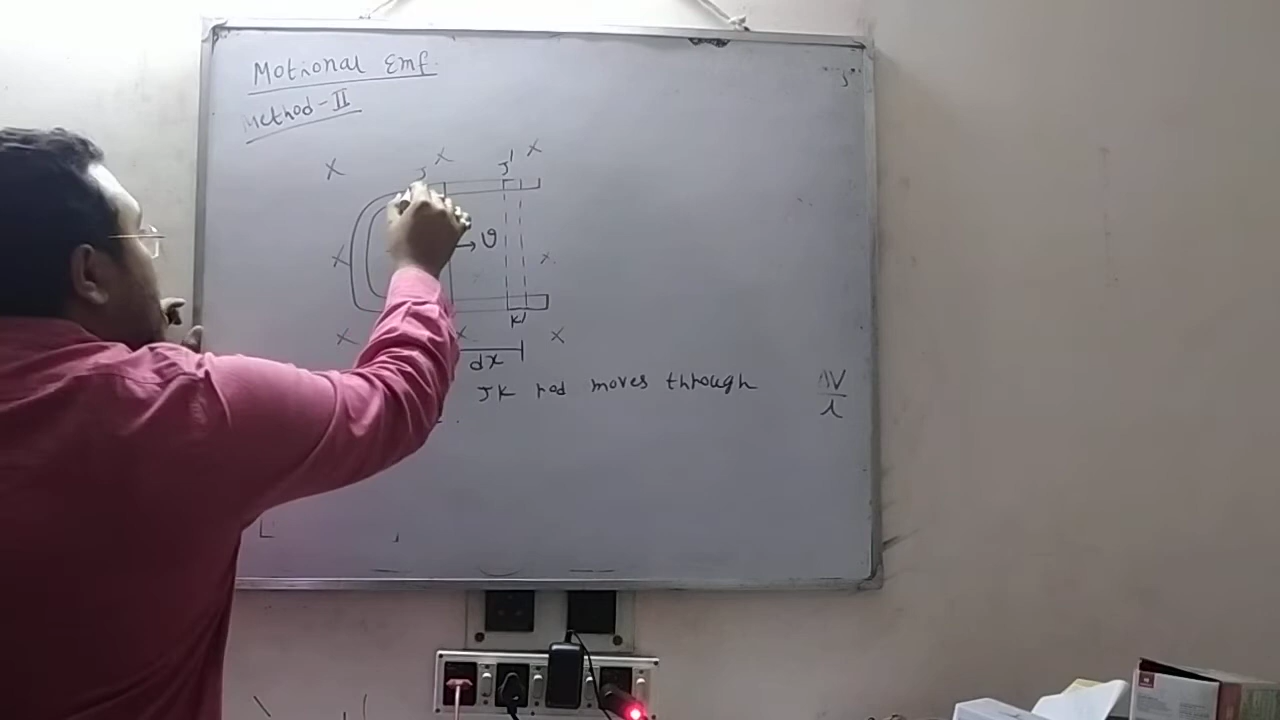 Motional Emf.
Method-II
X X X
J J'
X → v X
K'
X X X
dx
JK rod moves through
ΔV
l